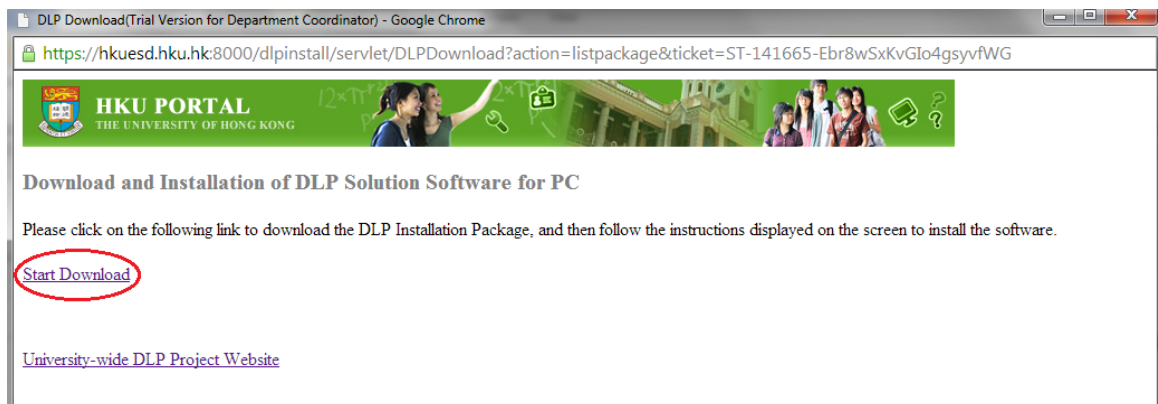 DLP Download(Trial Version for Department Coordinator) - Google Chrome
https://hkuesd.hku.hk:8000/dlpinstall/servlet/DLPDownload?action=listpackage&ticket=ST-141665-Ebr8wSxKvGIo4gsyvfWG
HKU PORTAL
THE UNIVERSITY OF HONG KONG
Download and Installation of DLP Solution Software for PC
Please click on the following link to download the DLP Installation Package, and then follow the instructions displayed on the screen to install the software.
Start Download
University-wide DLP Project Website